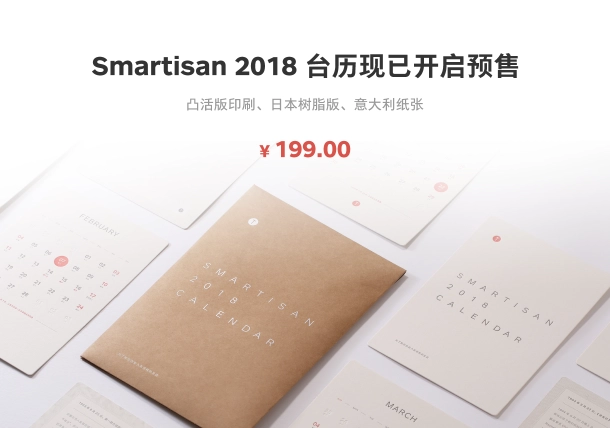 Smartisan 2018 台历现已开启预售
凸活版印刷、日本树脂版、意大利纸张
¥ 199.00
FEBRUARY
SMARTISAN
2018
CALENDAR
SMARTISAN
2018
CALENDAR
MARCH